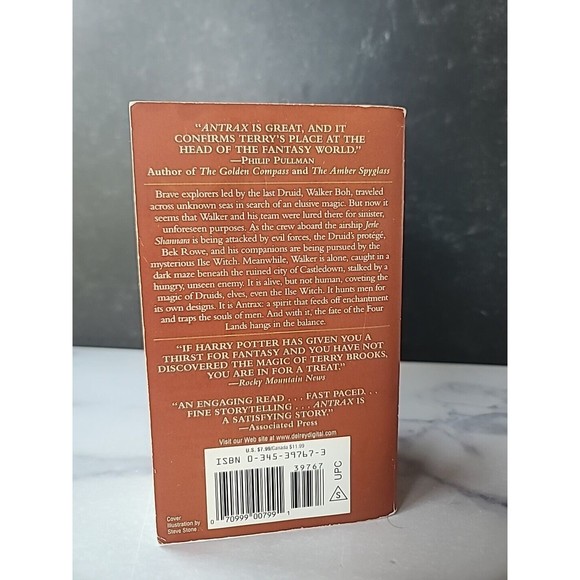 "ANTRAX IS GREAT, AND IT
CONFIRMS TERRY'S PLACE AT THE
HEAD OF THE FANTASY WORLD."
—PHILIP PULLMAN
Author of The Golden Compass and The Amber Spyglass
Brave explorers led by the last Druid, Walker Boh, traveled
across unknown seas in search of an elusive magic. But now it
seems that Walker and his team were lured there for sinister,
unforeseen purposes. As the crew aboard the airship Jerle
Shannara is being attacked by evil forces, the Druid's protégé,
Bek Rowe, and his companions are being pursued by the
mysterious Ilse Witch. Meanwhile, Walker is alone, caught in a
dark maze beneath the ruined city of Castledown, stalked by a
hungry, unseen enemy. It is alive, but not human, coveting the
magic of Druids, elves, even the Ilse Witch. It hunts men for
its own designs. It is Antrax: a spirit that feeds off enchantment
and traps the souls of men. And with it, the fate of the Four
Lands hangs in the balance.
"IF HARRY POTTER HAS GIVEN YOU A
THIRST FOR FANTASY AND YOU HAVE NOT
DISCOVERED THE MAGIC OF TERRY BROOKS,
YOU ARE IN FOR A TREAT."
—Rocky Mountain News
"AN ENGAGING READ . . . FAST PACED. . .
FINE STORYTELLING . . . ANTRAX IS
A SATISFYING STORY."
—Associated Press
Visit our Web site at www.delreydigital.com
U.S. $7.99/Canada $11.99
ISBN 0-345-39767-3
39767
0 70999 00799 1
S
UPC
Cover
Illustration by
Steve Stone